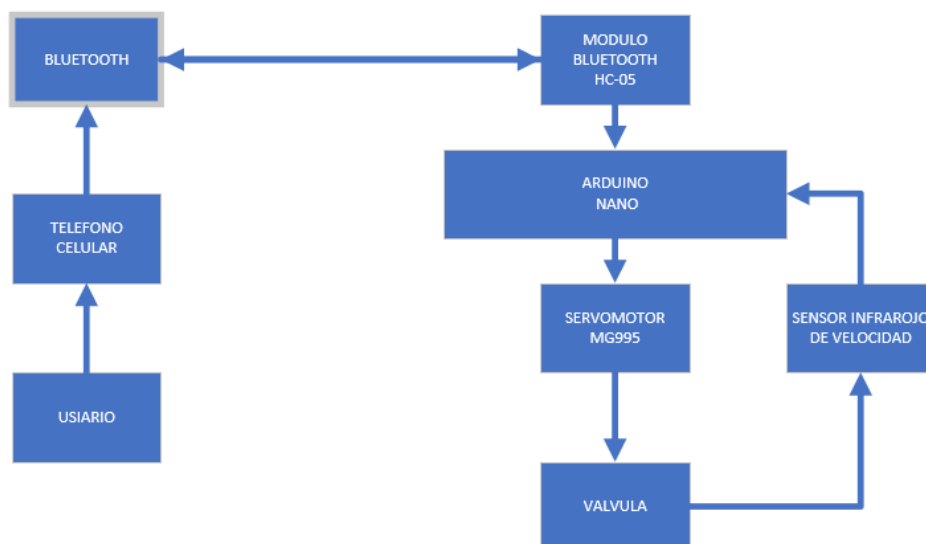 BLUETOOTH
MODULO
BLUETOOTH
HC-05
ARDUINO
NANO
TELEFONO
CELULAR
SERVOMOTOR
MG995
SENSOR INFRAROJO
DE VELOCIDAD
USIARIO
VALVULA